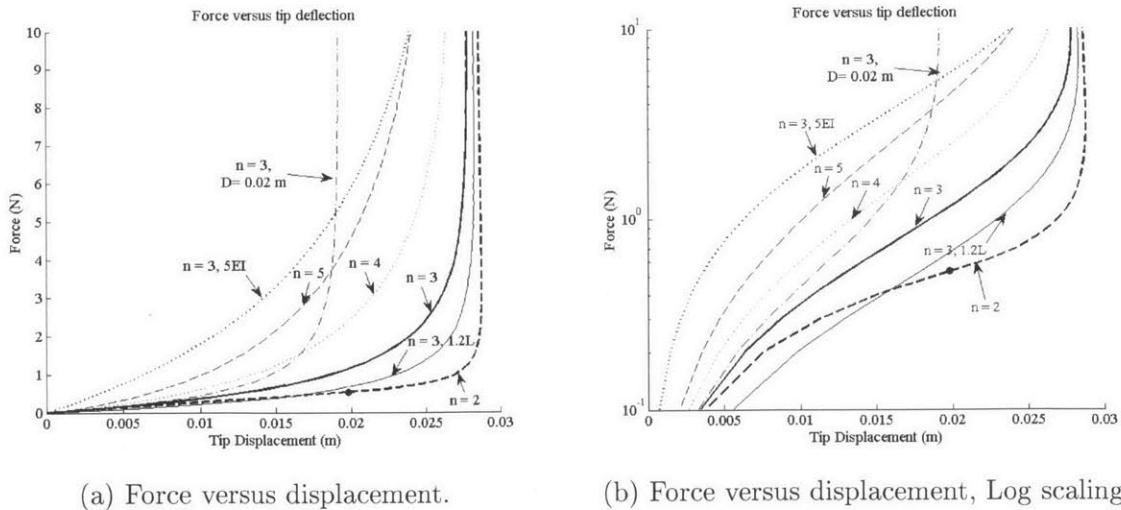 Force versus tip deflection
10
9
8
7
6
5
4
3
2
1
0
Force (N)
n = 3,
D= 0.02 m
n = 3, 5EI
n = 5
n = 4
n = 3
n = 3, 1.2L
n = 2
0
0.005
0.01
0.015
0.02
0.025
0.03
Tip Displacement (m)
(a) Force versus displacement.
Force versus tip deflection
10^1
10^0
10^-1
Force (N)
n = 3,
D = 0.02 m
n = 3, 5EI
n = 5
n = 4
n = 3
n = 3, 1.2L
n = 2
0
0.005
0.01
0.015
0.02
0.025
0.03
Tip Displacement (m)
(b) Force versus displacement, Log scaling